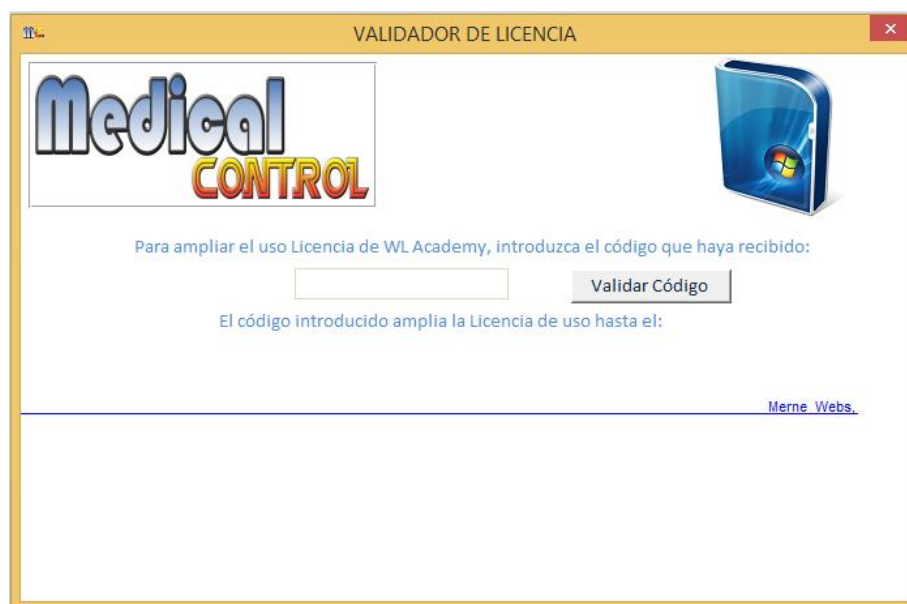 VALIDADOR DE LICENCIA
Medical
CONTROL
Para ampliar el uso Licencia de WL Academy, introduzca el código que haya recibido:
Validar Código
El código introducido amplia la Licencia de uso hasta el:
Merne Webs,